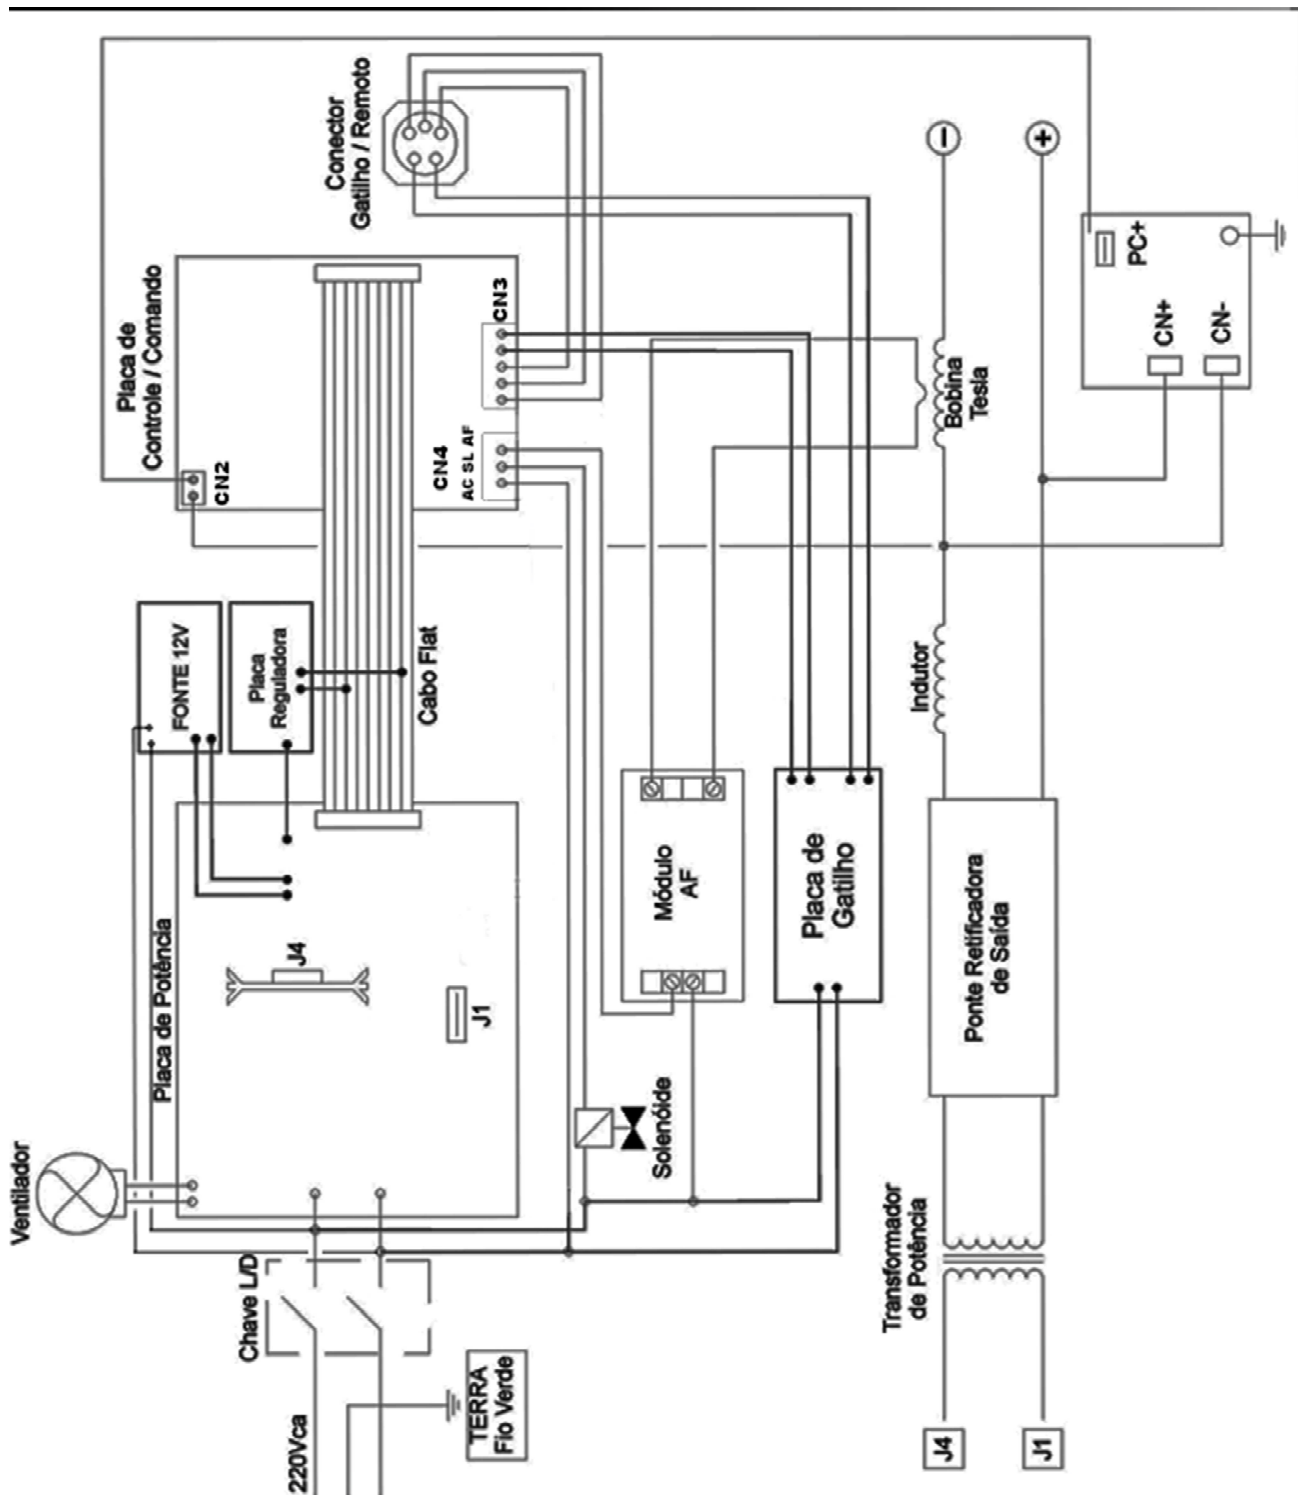 Conector
Gatilho / Remoto
Placa de
Controle / Comando
CN2
CN3
CN4
AC SL AF
−
+
PC+
CN+
CN-
Bobina
Tesla
FONTE 12V
Placa
Reguladora
Cabo Flat
Indutor
Placa de Potência
J4
J1
Módulo
AF
Placa de
Gatilho
Ponte Retificadora
de Saída
Ventilador
Solenóide
Chave L/D
Transformador
de Potência
220Vca
TERRA
Fio Verde
J4
J1